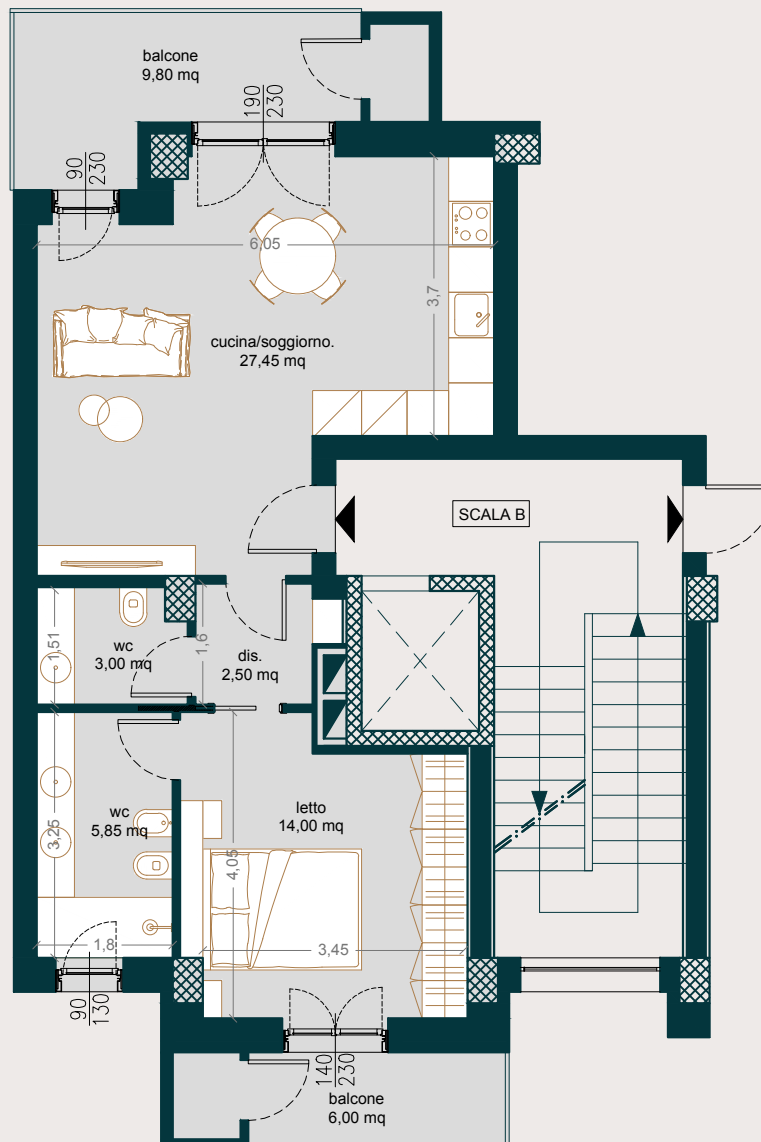 balcone
9,80 mq
190
230
90
230
6,05
3,7
cucina/soggiorno.
27,45 mq
SCALA B
1,51
wc
3,00 mq
1,6
dis.
2,50 mq
3,25
wc
5,85 mq
letto
14,00 mq
4,05
1,8
3,45
90
130
140
230
balcone
6,00 mq